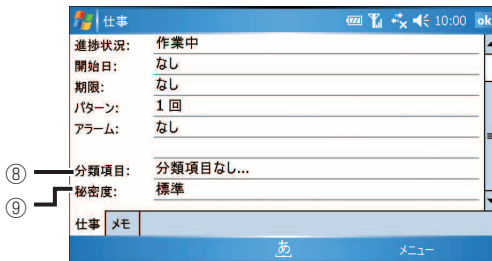 仕事 10:00 ok
進捗状況: 作業中
開始日: なし
期限: なし
パターン: 1 回
アラーム: なし
⑧ 分類項目: 分類項目なし...
⑨ 秘密度: 標準
仕事 メモ
あ メニュー